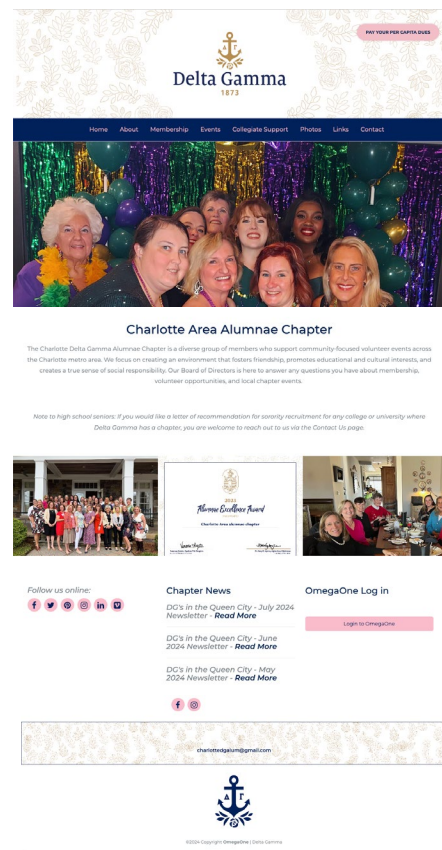 PAY YOUR PER CAPITA DUES
Α Γ
Delta Gamma
1873
Home About Membership Events Collegiate Support Photos Links Contact
Charlotte Area Alumnae Chapter
The Charlotte Delta Gamma Alumnae Chapter is a diverse group of members who support community-focused volunteer events across
the Charlotte metro area. We focus on creating an environment that fosters friendship, promotes educational and cultural interests, and
creates a true sense of social responsibility. Our Board of Directors is here to answer any questions you have about membership,
volunteer opportunities, and local chapter events.
Note to high school seniors: If you would like a letter of recommendation for sorority recruitment for any college or university where
Delta Gamma has a chapter, you are welcome to reach out to us via the Contact Us page.
Alumnae Excellence Award
Charlotte area alumnae chapter
Follow us online:
Chapter News
DG's in the Queen City - July 2024
Newsletter - Read More
DG's in the Queen City - June
2024 Newsletter - Read More
DG's in the Queen City - May
2024 Newsletter - Read More
OmegaOne Log in
Login to OmegaOne
charlottedgalum@gmail.com
Δ Γ
©2024 Copyright OmegaOne | Delta Gamma